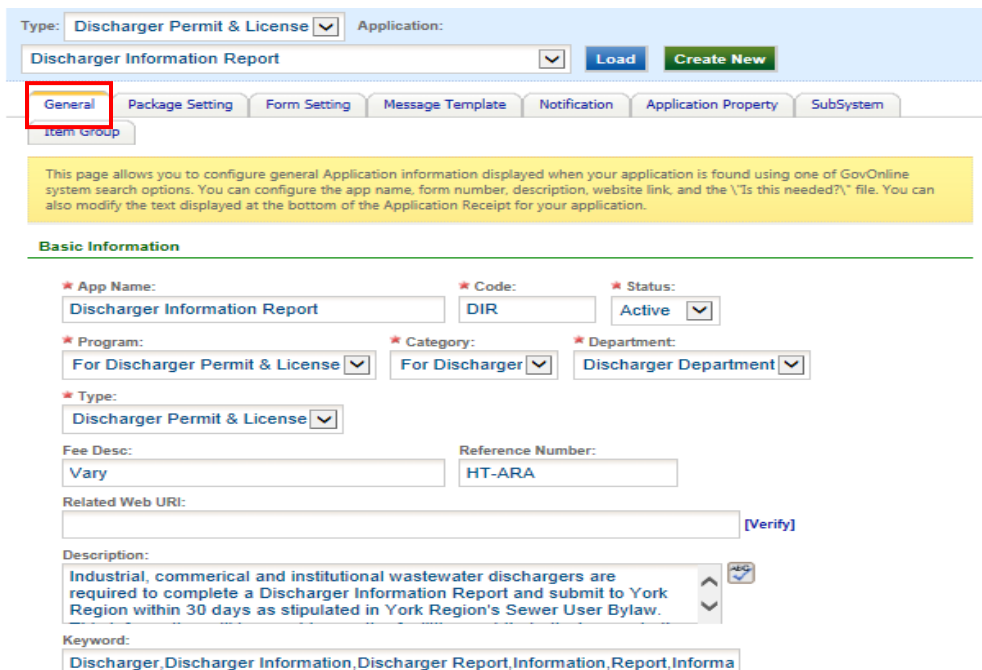 Type: Discharger Permit & License Application:
Discharger Information Report Load Create New
General Package Setting Form Setting Message Template Notification Application Property SubSystem
Item Group
This page allows you to configure general Application information displayed when your application is found using one of GovOnline
system search options. You can configure the app name, form number, description, website link, and the \"Is this needed?\" file. You can
also modify the text displayed at the bottom of the Application Receipt for your application.
Basic Information
* App Name: * Code: * Status:
Discharger Information Report DIR Active
* Program: * Category: * Department:
For Discharger Permit & License For Discharger Discharger Department
* Type:
Discharger Permit & License
Fee Desc: Reference Number:
Vary HT-ARA
Related Web URI:
[Verify]
Description:
Industrial, commerical and institutional wastewater dischargers are
required to complete a Discharger Information Report and submit to York
Region within 30 days as stipulated in York Region's Sewer User Bylaw.
Keyword:
Discharger,Discharger Information,Discharger Report,Information,Report,Informa